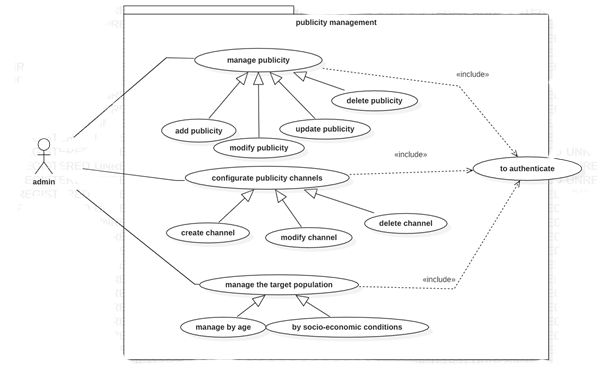 publicity management
manage publicity
«include»
delete publicity
add publicity
update publicity
modify publicity
«include»
admin
configurate publicity channels
to authenticate
create channel
modify channel
delete channel
«include»
manage the target population
manage by age
by socio-economic conditions